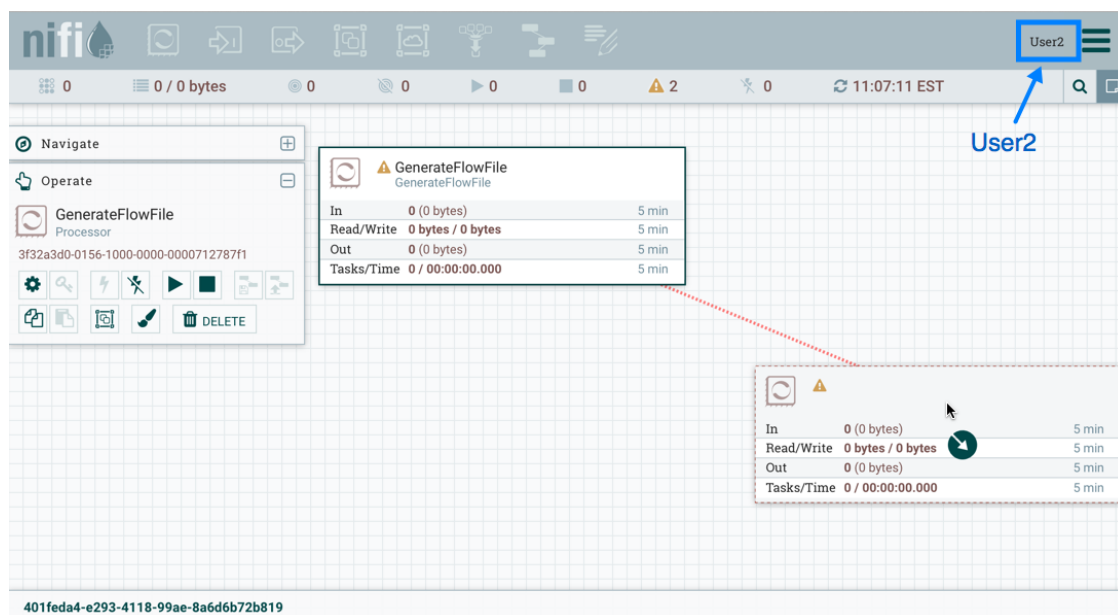 nifi
User2
0
0 / 0 bytes
0
0
0
0
2
0
11:07:11 EST
User2
Navigate
Operate
GenerateFlowFile
Processor
3f32a3d0-0156-1000-0000-0000712787f1
DELETE
GenerateFlowFile
GenerateFlowFile
In 0 (0 bytes) 5 min
Read/Write 0 bytes / 0 bytes 5 min
Out 0 (0 bytes) 5 min
Tasks/Time 0 / 00:00:00.000 5 min
In 0 (0 bytes) 5 min
Read/Write 0 bytes / 0 bytes 5 min
Out 0 (0 bytes) 5 min
Tasks/Time 0 / 00:00:00.000 5 min
401feda4-e293-4118-99ae-8a6d6b72b819